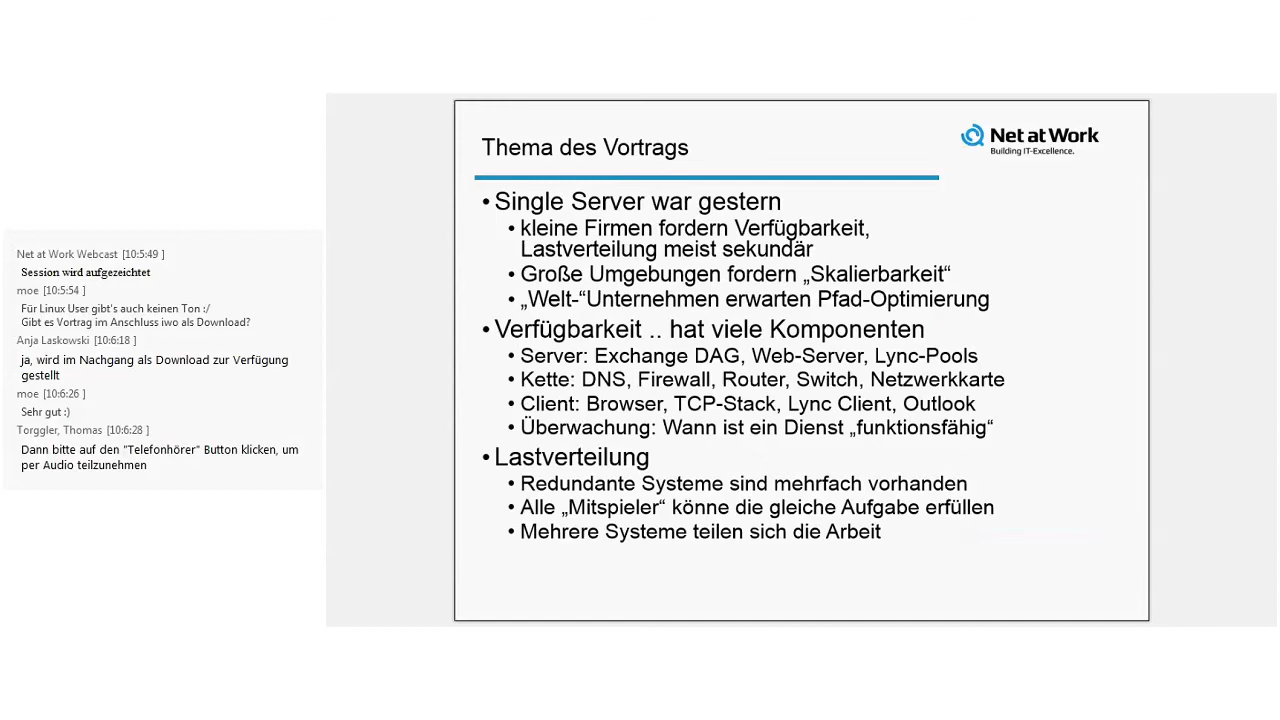 Net at Work Webcast [10:5:49 ]
Session wird aufgezeichtet
moe [10:5:54 ]
Für Linux User gibt's auch keinen Ton :/
Gibt es Vortrag im Anschluss iwo als Download?
Anja Laskowski [10:6:18 ]
ja, wird im Nachgang als Download zur Verfügung
gestellt
moe [10:6:26 ]
Sehr gut :)
Torggler, Thomas [10:6:28 ]
Dann bitte auf den "Telefonhörer" Button klicken, um
per Audio teilzunehmen
Thema des Vortrags
Net at Work
Building IT-Excellence.
• Single Server war gestern
• kleine Firmen fordern Verfügbarkeit,
Lastverteilung meist sekundär
• Große Umgebungen fordern „Skalierbarkeit“
• „Welt-“Unternehmen erwarten Pfad-Optimierung
• Verfügbarkeit .. hat viele Komponenten
• Server: Exchange DAG, Web-Server, Lync-Pools
• Kette: DNS, Firewall, Router, Switch, Netzwerkkarte
• Client: Browser, TCP-Stack, Lync Client, Outlook
• Überwachung: Wann ist ein Dienst „funktionsfähig“
• Lastverteilung
• Redundante Systeme sind mehrfach vorhanden
• Alle „Mitspieler“ könne die gleiche Aufgabe erfüllen
• Mehrere Systeme teilen sich die Arbeit